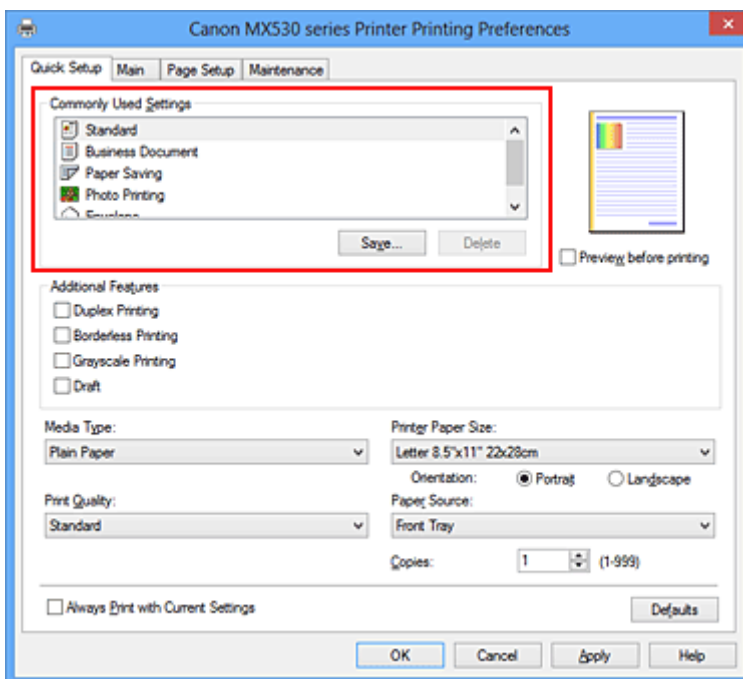 Canon MX530 series Printer Printing Preferences
Quick Setup Main Page Setup Maintenance
Commonly Used Settings
Standard
Business Document
Paper Saving
Photo Printing
Envelope
Save... Delete
Preview before printing
Additional Features
Duplex Printing
Borderless Printing
Grayscale Printing
Draft
Media Type:
Plain Paper
Printer Paper Size:
Letter 8.5"x11" 22x28cm
Orientation: Portrait Landscape
Print Quality:
Standard
Paper Source:
Front Tray
Copies: 1 (1-999)
Always Print with Current Settings
Defaults
OK Cancel Apply Help